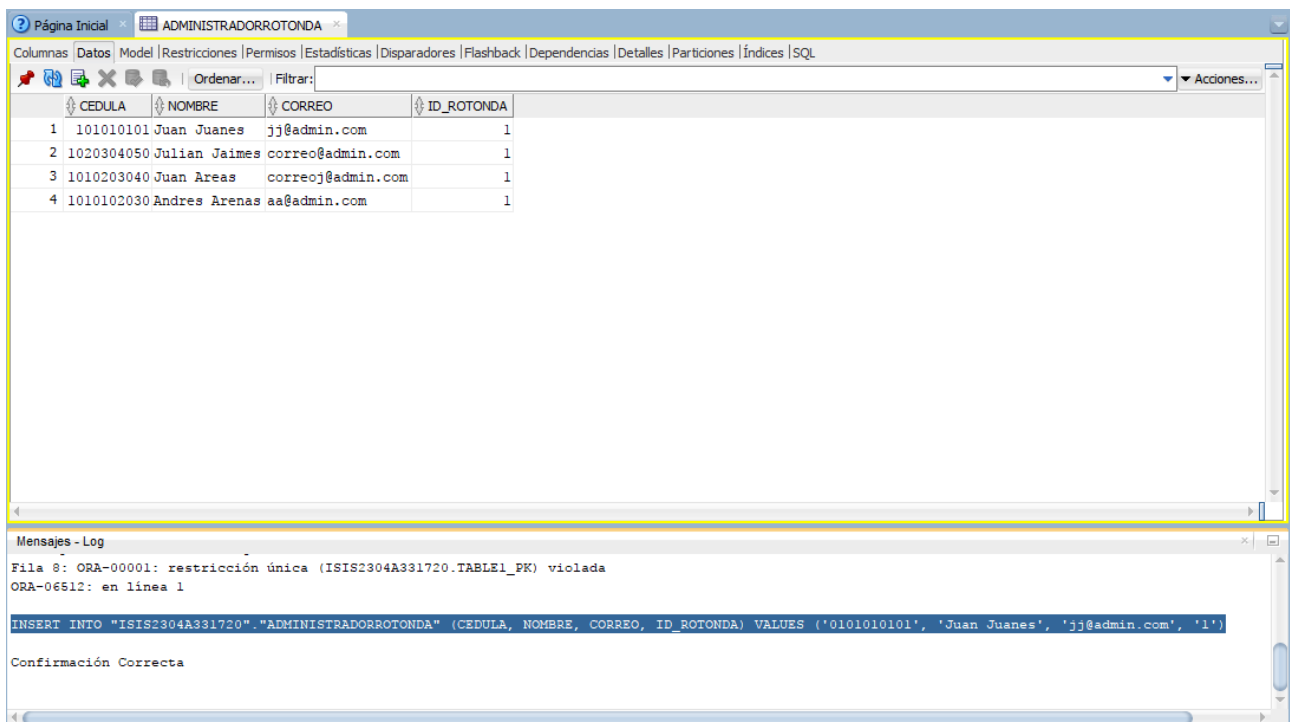 Página Inicial ADMINISTRADORROTONDA
Columnas Datos Model Restricciones Permisos Estadísticas Disparadores Flashback Dependencias Detalles Particiones Índices SQL
Ordenar... Filtrar: Acciones...
CEDULA NOMBRE CORREO ID_ROTONDA
1 101010101 Juan Juanes jj@admin.com 1
2 1020304050 Julian Jaimes correo@admin.com 1
3 1010203040 Juan Areas correoj@admin.com 1
4 1010102030 Andres Arenas aa@admin.com 1
Mensajes - Log
Fila 8: ORA-00001: restricción única (ISIS2304A331720.TABLE1_PK) violada
ORA-06512: en línea 1
INSERT INTO "ISIS2304A331720"."ADMINISTRADORROTONDA" (CEDULA, NOMBRE, CORREO, ID_ROTONDA) VALUES ('0101010101', 'Juan Juanes', 'jj@admin.com', '1')
Confirmación Correcta